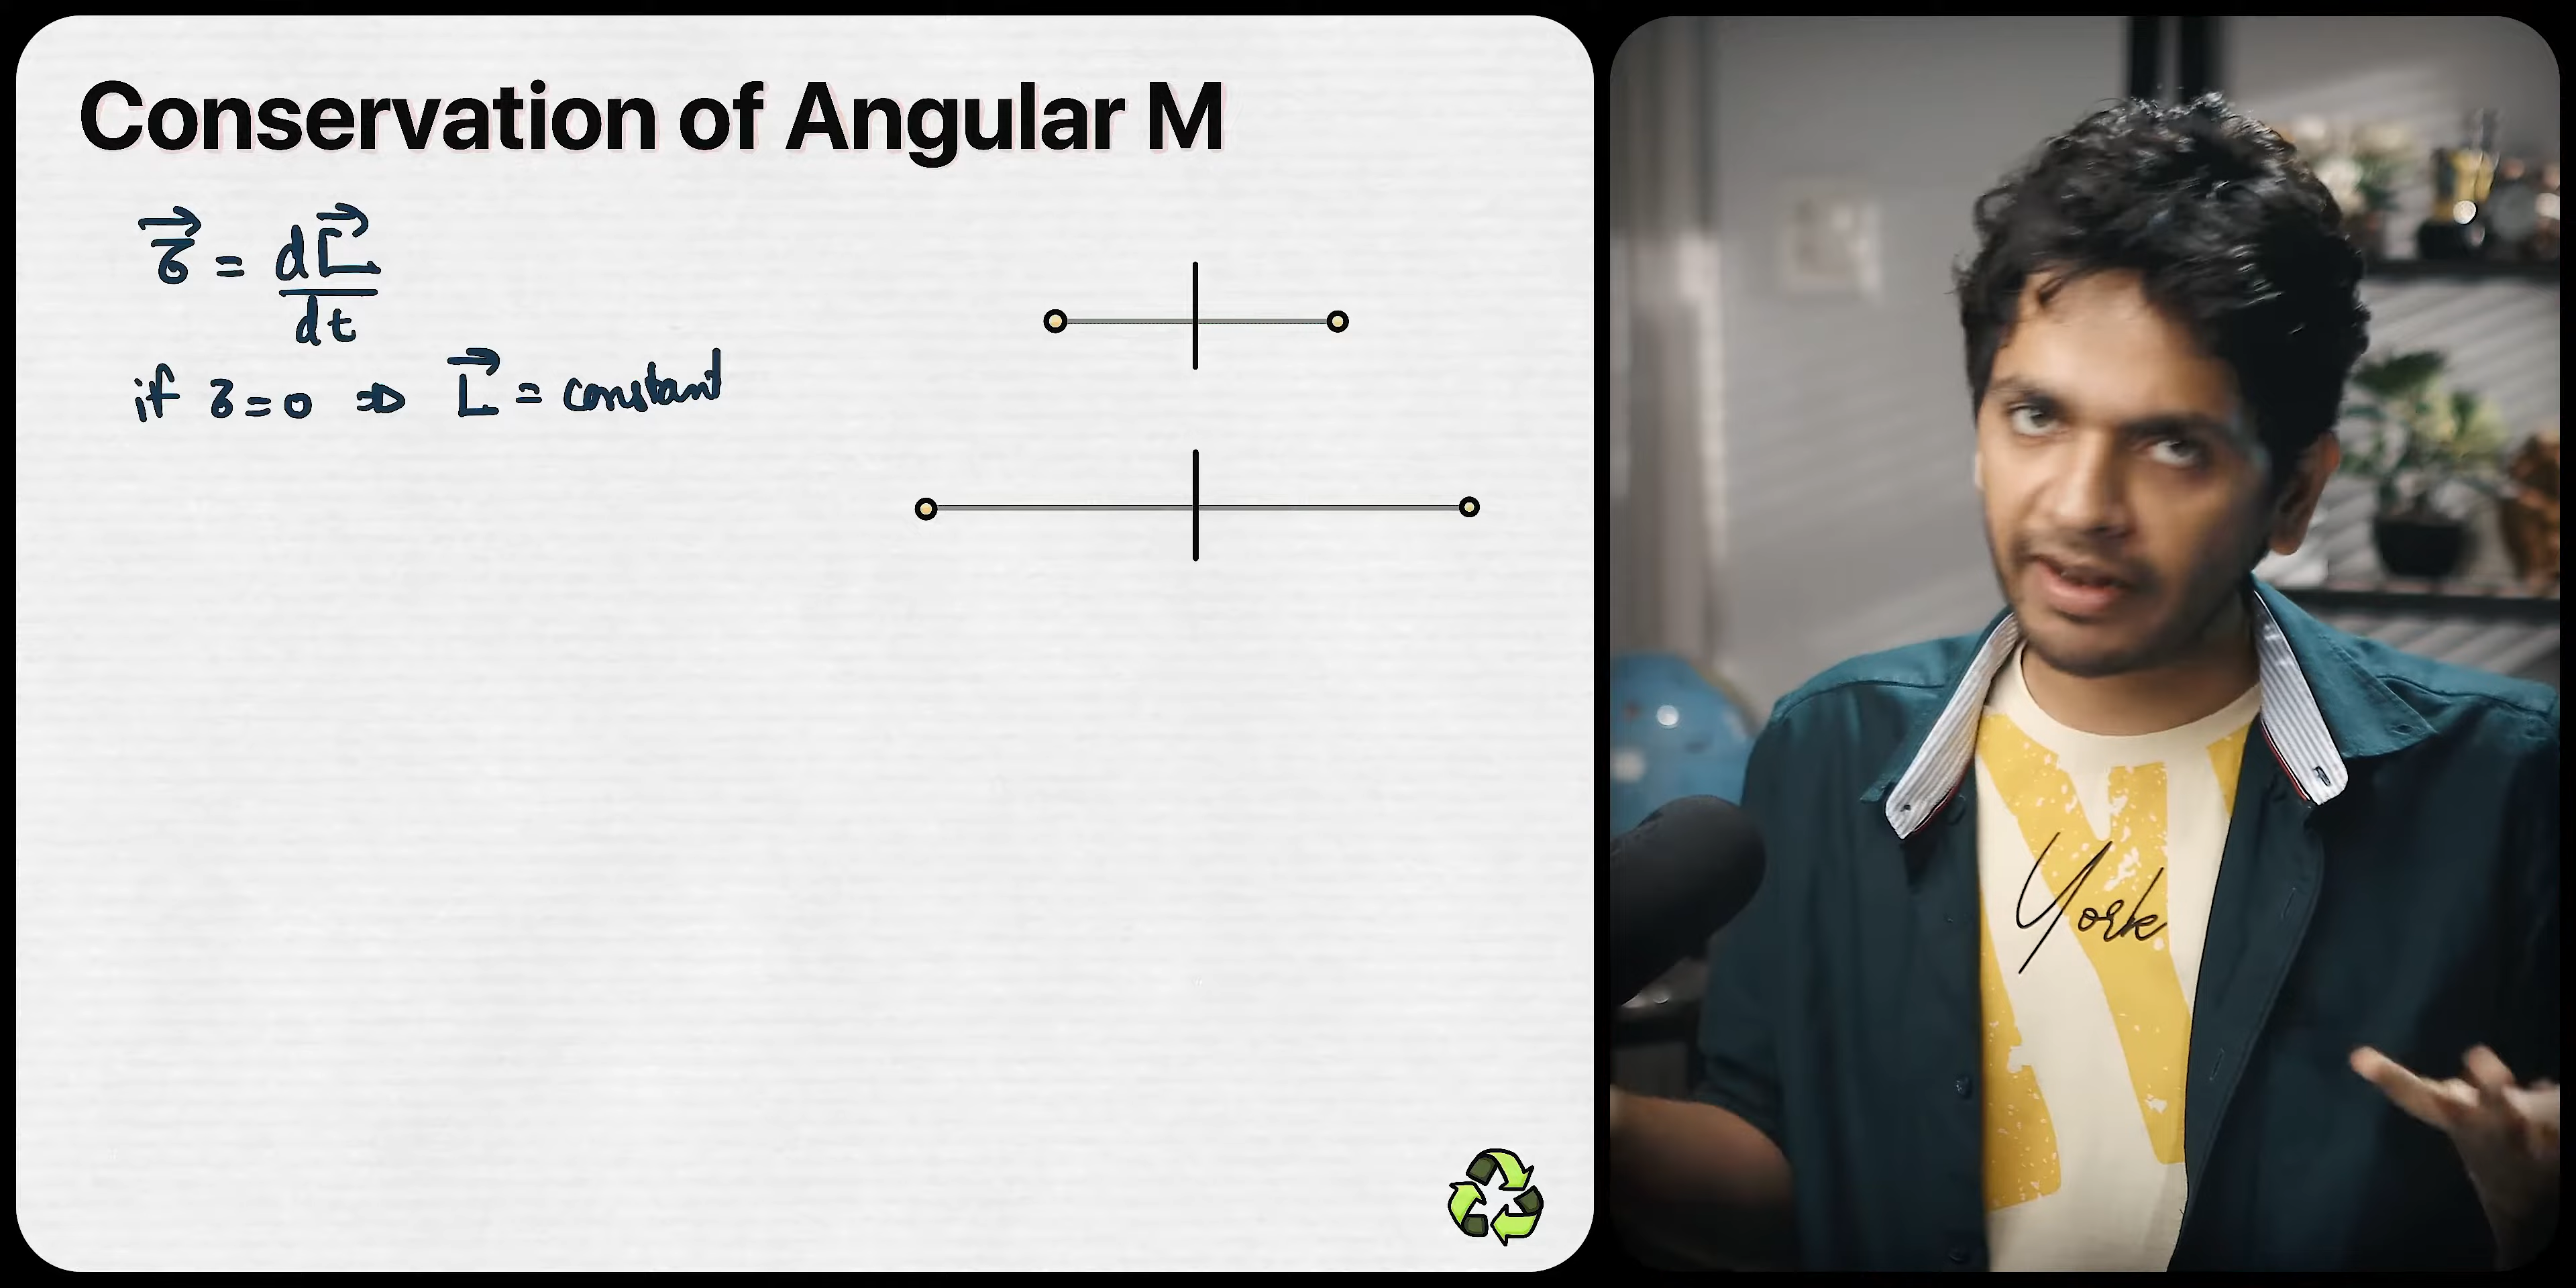 Conservation of Angular M
τ⃗ = dL⃗/dt
if τ = 0 ⇒ L⃗ = constant
York